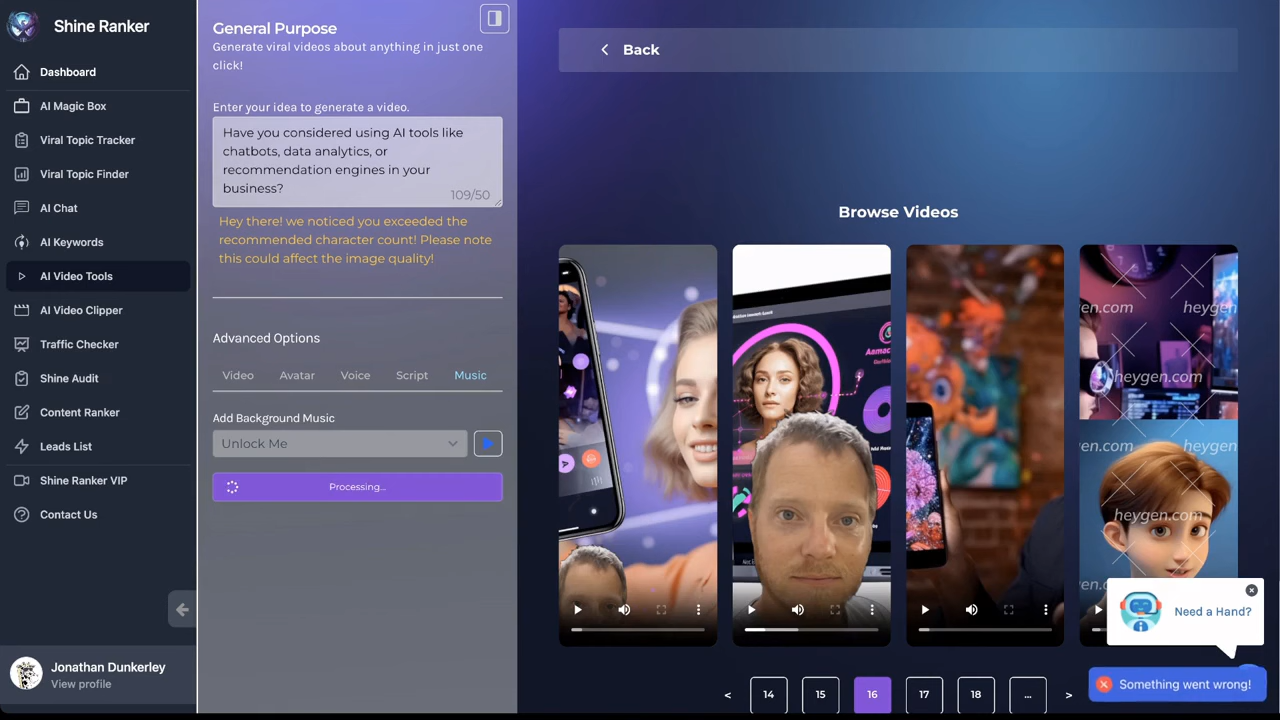 Shine Ranker
Dashboard
AI Magic Box
Viral Topic Tracker
Viral Topic Finder
AI Chat
AI Keywords
AI Video Tools
AI Video Clipper
Traffic Checker
Shine Audit
Content Ranker
Leads List
Shine Ranker VIP
Contact Us
Jonathan Dunkerley
View profile
General Purpose
Generate viral videos about anything in just one
click!
Enter your idea to generate a video.
Have you considered using AI tools like
chatbots, data analytics, or
recommendation engines in your
business?
109/50
Hey there! we noticed you exceeded the
recommended character count! Please note
this could affect the image quality!
Advanced Options
Video Avatar Voice Script Music
Add Background Music
Unlock Me
Processing...
< Back
Browse Videos
heygen.com
heygen
heygen.com
eygen.com
heygen.com
< 14 15 16 17 18 ... >
Need a Hand?
Something went wrong!